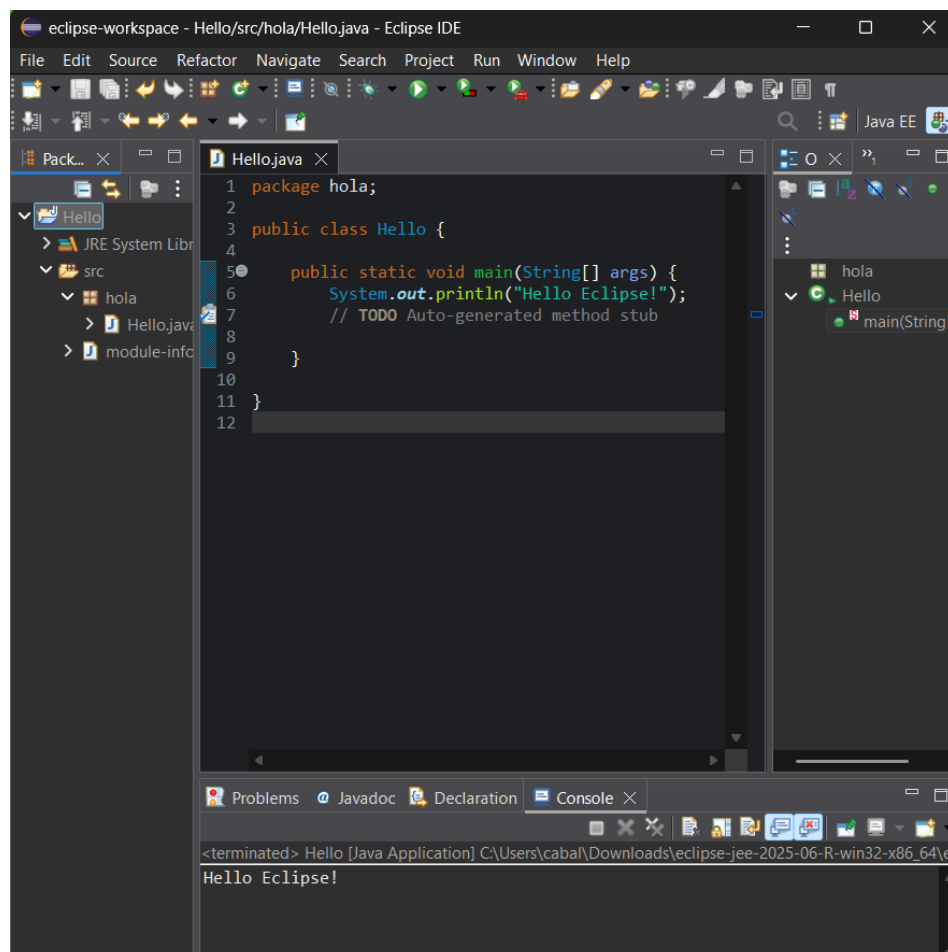 eclipse-workspace - Hello/src/hola/Hello.java - Eclipse IDE
File Edit Source Refactor Navigate Search Project Run Window Help
Java EE
Pack...
Hello
JRE System Libr
src
hola
Hello.java
module-info
Hello.java
1 package hola;
2
3 public class Hello {
4
5 public static void main(String[] args) {
6 System.out.println("Hello Eclipse!");
7 // TODO Auto-generated method stub
8
9 }
10
11 }
12
O
hola
Hello
main(String
Problems Javadoc Declaration Console
<terminated> Hello [Java Application] C:\Users\cabal\Downloads\eclipse-jee-2025-06-R-win32-x86_64\e
Hello Eclipse!